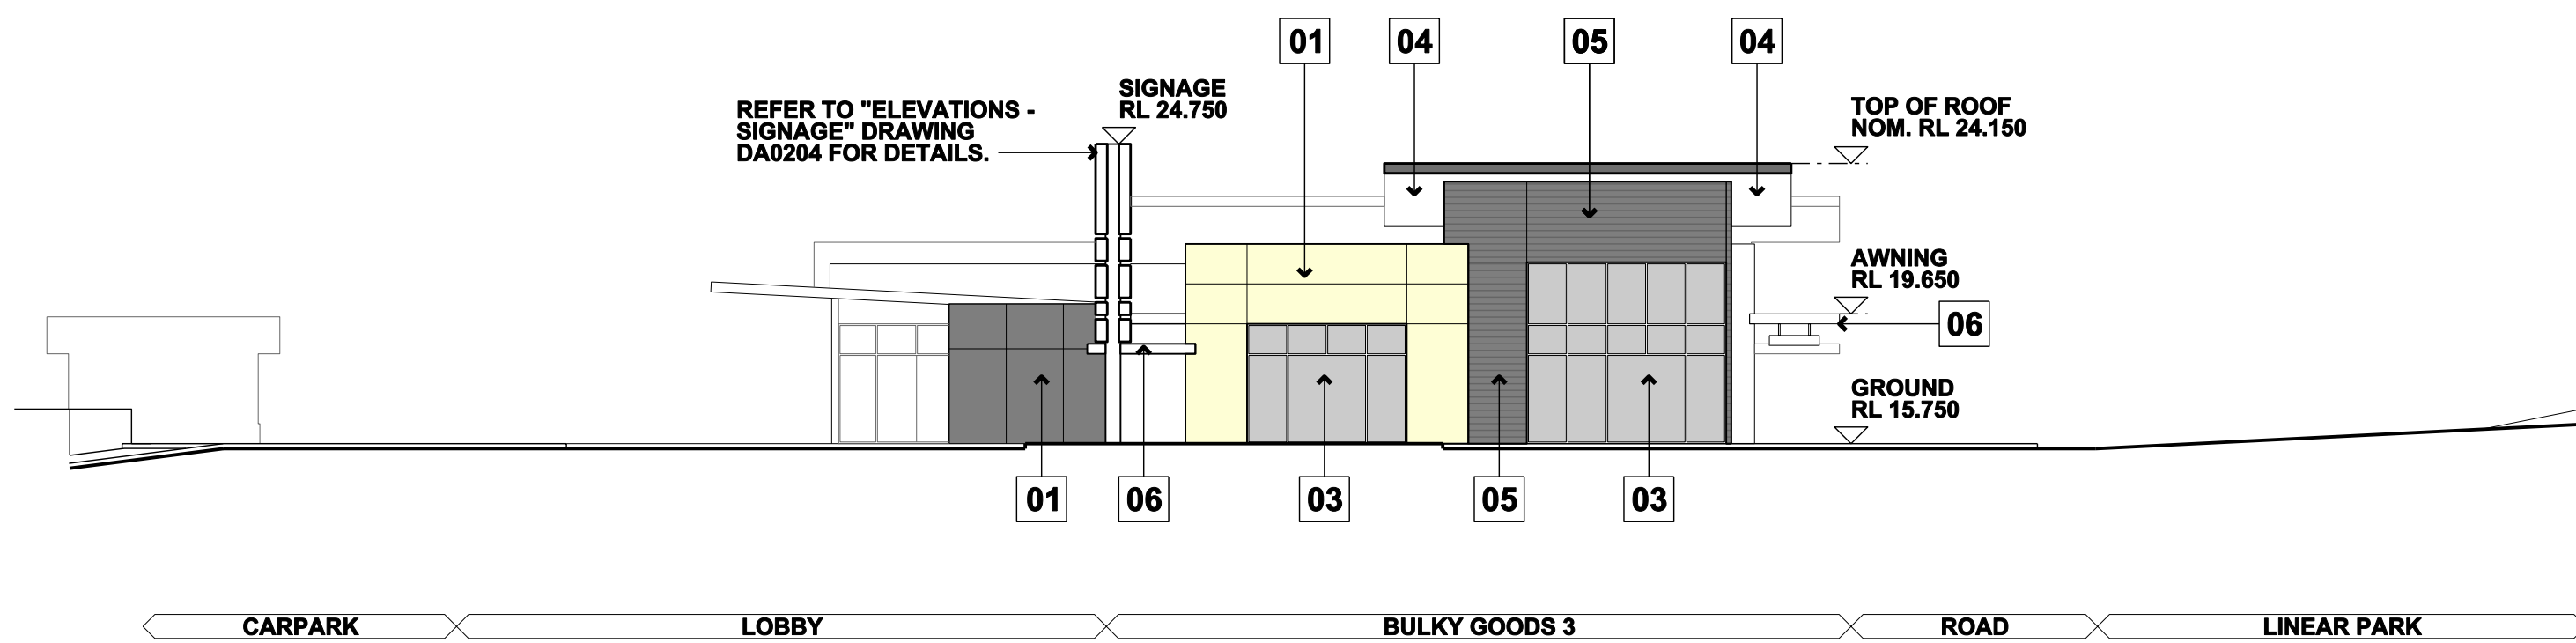 01
04
05
04
SIGNAGE
RL 24.750
REFER TO "ELEVATIONS -
SIGNAGE" DRAWING
DA0204 FOR DETAILS.
TOP OF ROOF
NOM. RL 24.150
AWNING
RL 19.650
06
GROUND
RL 15.750
01
06
03
05
03
CARPARK
LOBBY
BULKY GOODS 3
ROAD
LINEAR PARK